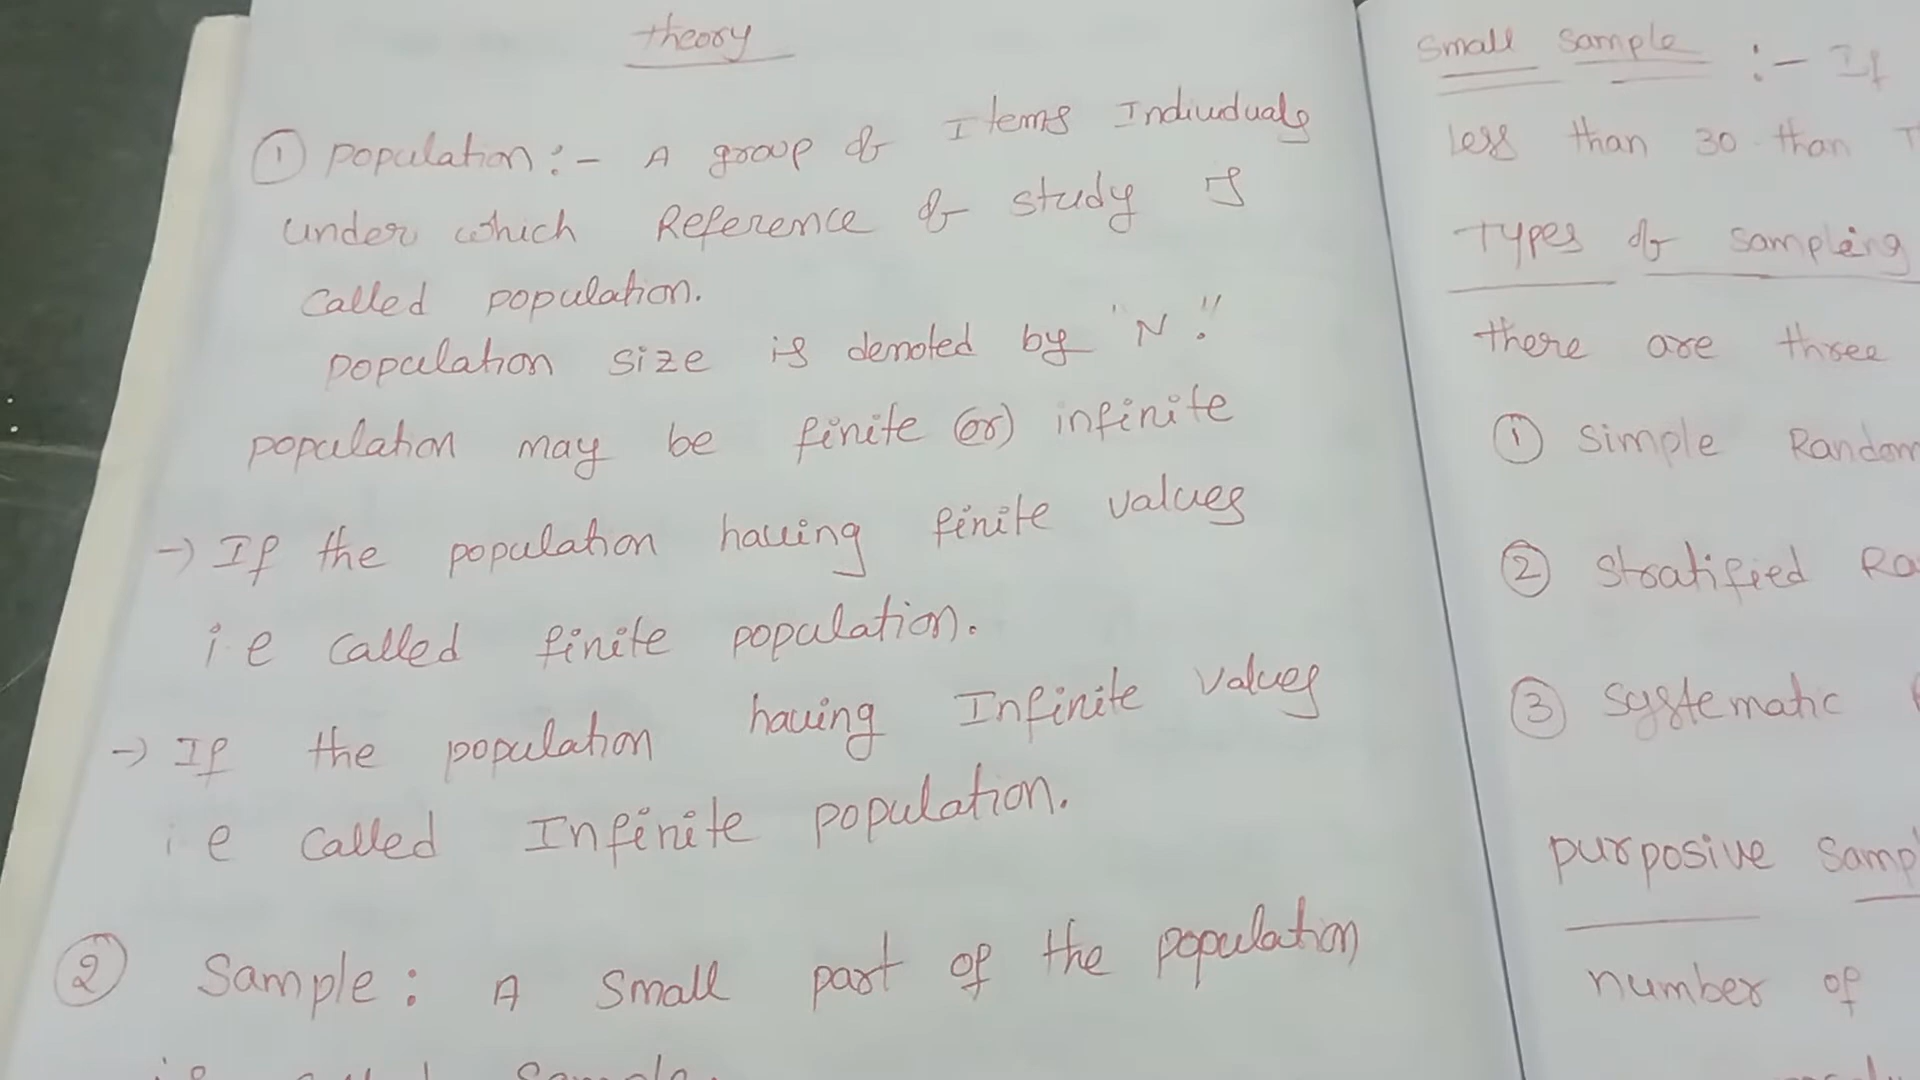 theory
① population :- A group of Items Individuals
under which Reference of study is
called population.
population size is denoted by "N."
population may be finite (or) infinite
→ If the population having finite values
i.e called finite population.
→ If the population having Infinite values
i.e called Infinite population.
② Sample : A small part of the population
Sample.
Small Sample :- If
less than 30 than
Types of sampling
there are three
① Simple Random
② Stratified Ra
③ Systematic
purposive Samp
number of